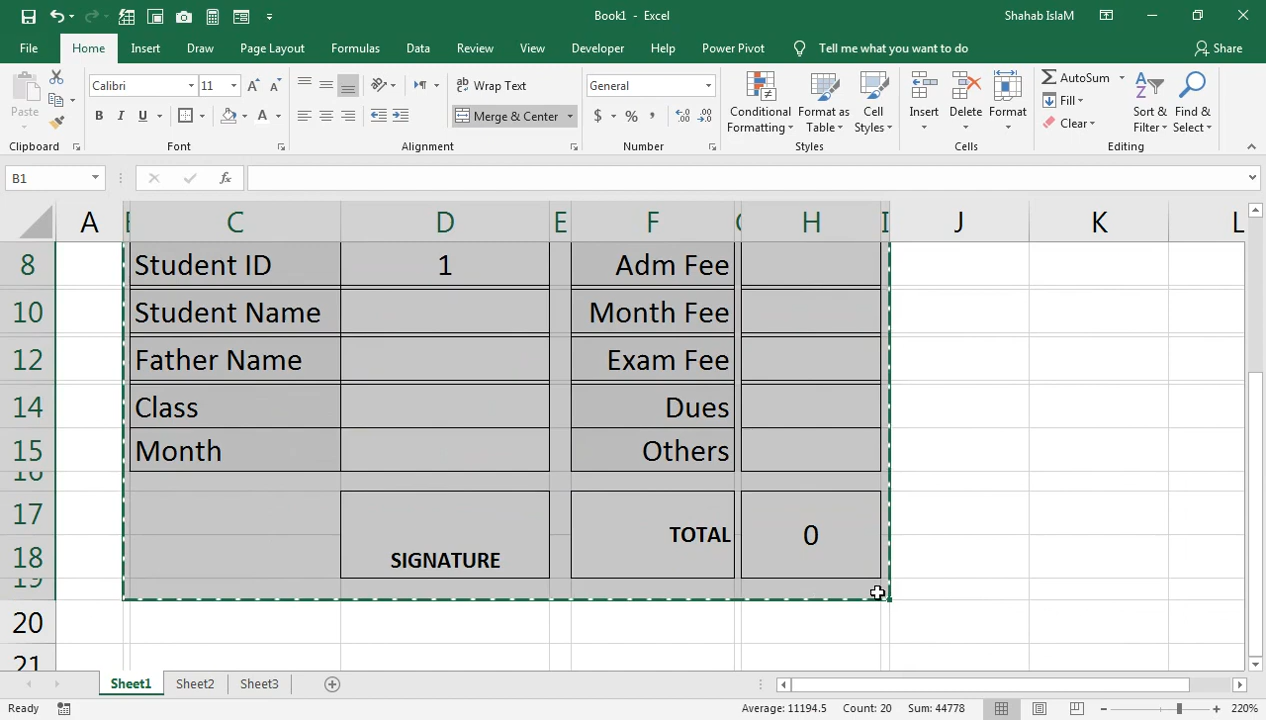 Book1 - Excel
Shahab IslaM
File Home Insert Draw Page Layout Formulas Data Review View Developer Help Power Pivot Tell me what you want to do Share
Paste
Calibri 11
Wrap Text
General
Merge & Center
Conditional Formatting
Format as Table
Cell Styles
Insert
Delete
Format
AutoSum
Fill
Clear
Sort & Filter
Find & Select
Clipboard Font Alignment Number Styles Cells Editing
B1
fx
A C D E F H I J K L
8 Student ID 1 Adm Fee
10 Student Name Month Fee
12 Father Name Exam Fee
14 Class Dues
15 Month Others
16
17 TOTAL 0
18 SIGNATURE
19
20
21
Sheet1 Sheet2 Sheet3
Ready Average: 11194.5 Count: 20 Sum: 44778 220%